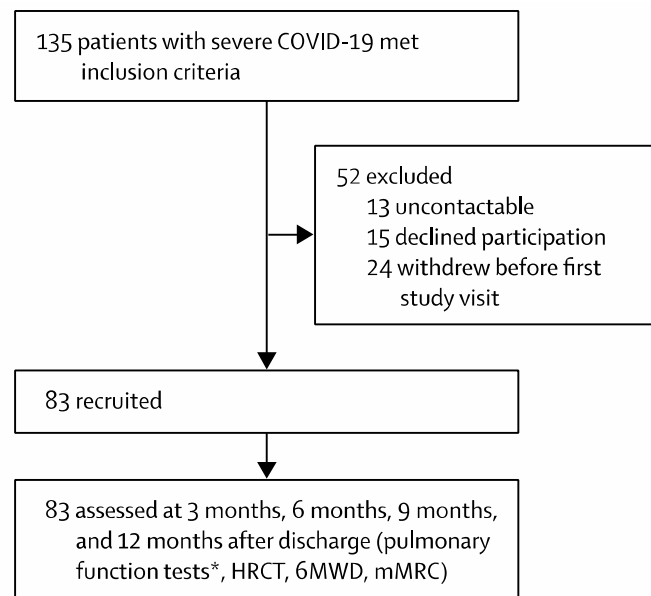 135 patients with severe COVID-19 met
inclusion criteria
52 excluded
13 uncontactable
15 declined participation
24 withdrew before first
study visit
83 recruited
83 assessed at 3 months, 6 months, 9 months,
and 12 months after discharge (pulmonary
function tests*, HRCT, 6MWD, mMRC)